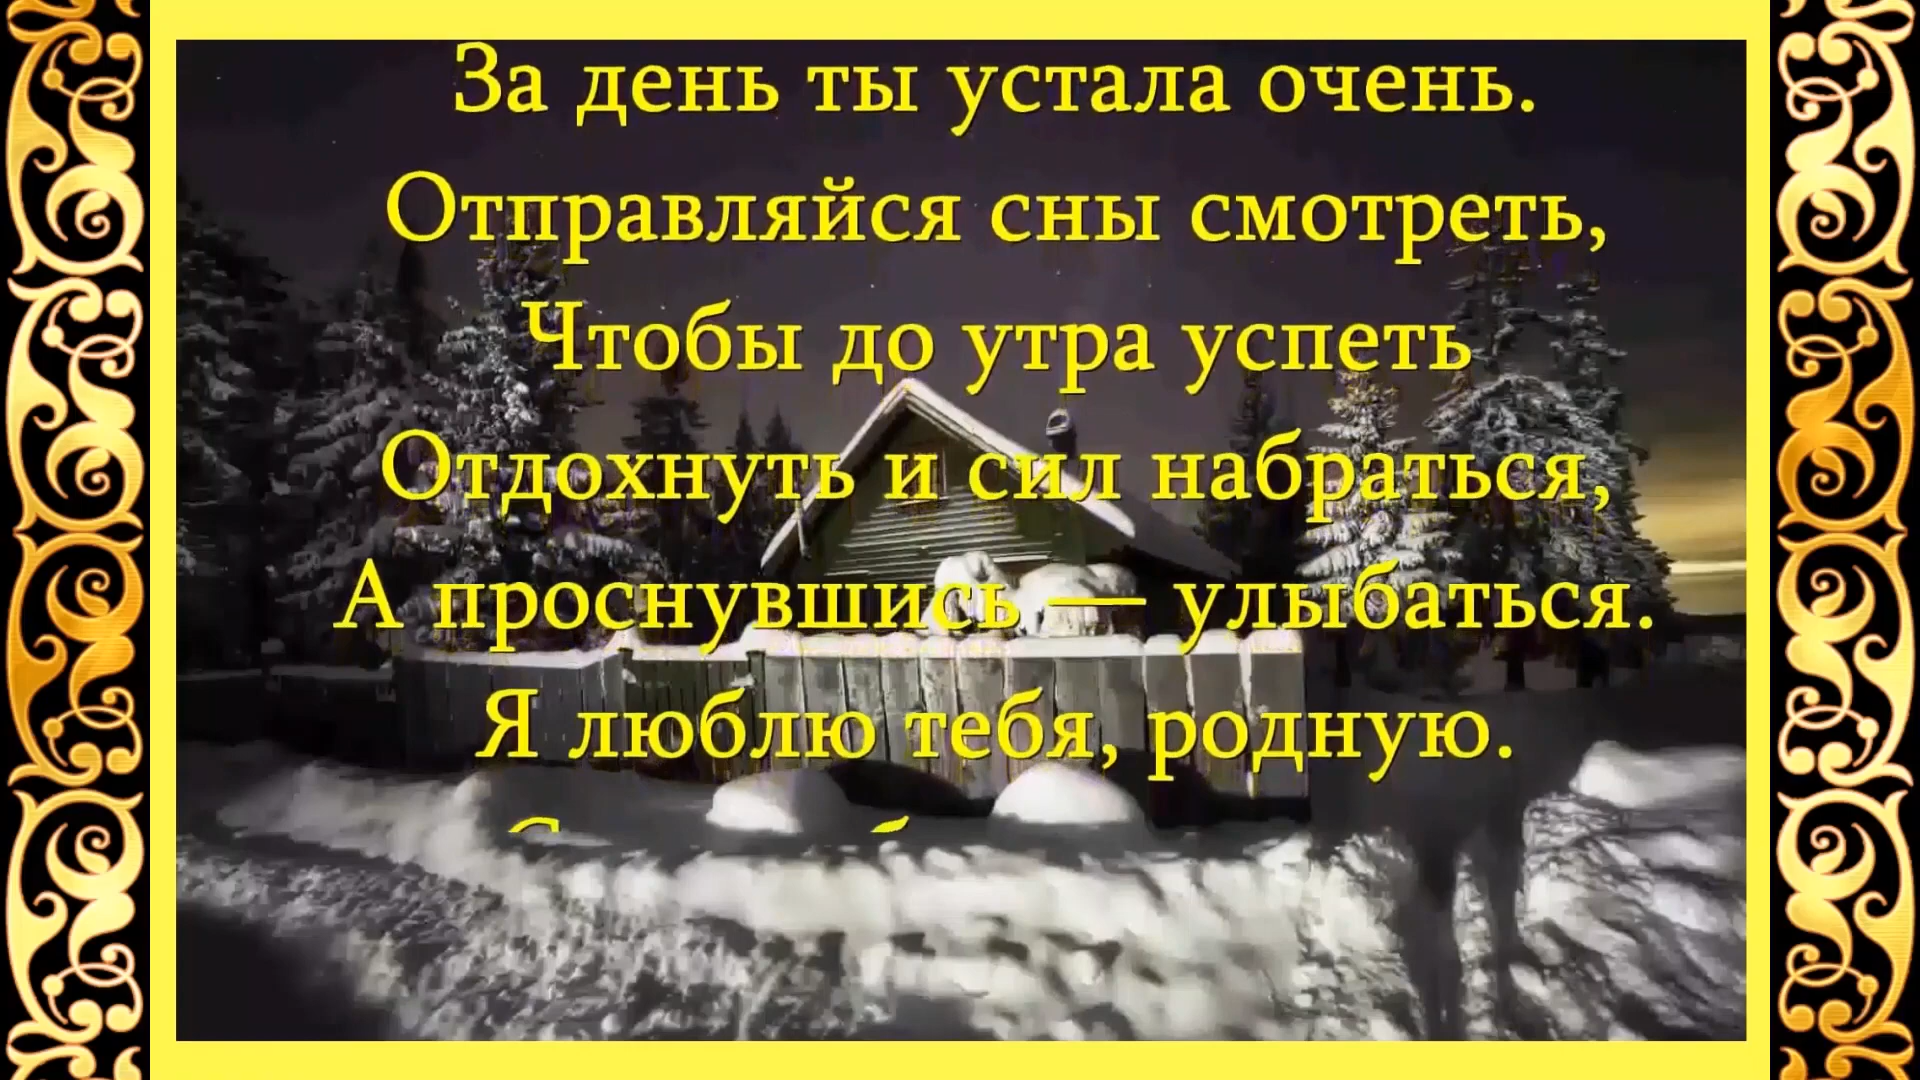 За день ты устала очень.
Отправляйся сны смотреть,
Чтобы до утра успеть
Отдохнуть и сил набраться,
А проснувшись — улыбаться.
Я люблю тебя, родную.